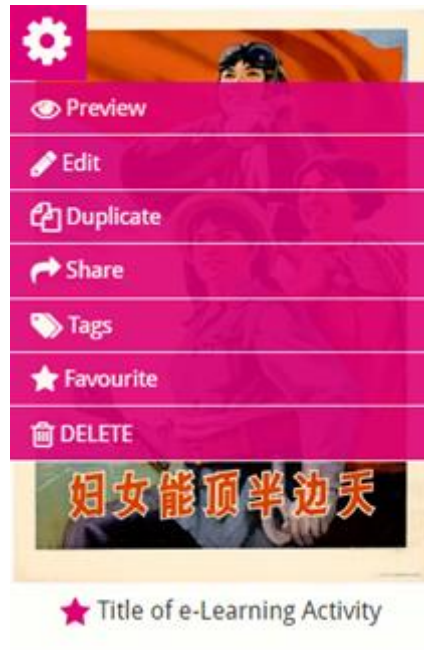 Preview
Edit
Duplicate
Share
Tags
Favourite
DELETE
妇女能顶半边天
Title of e-Learning Activity